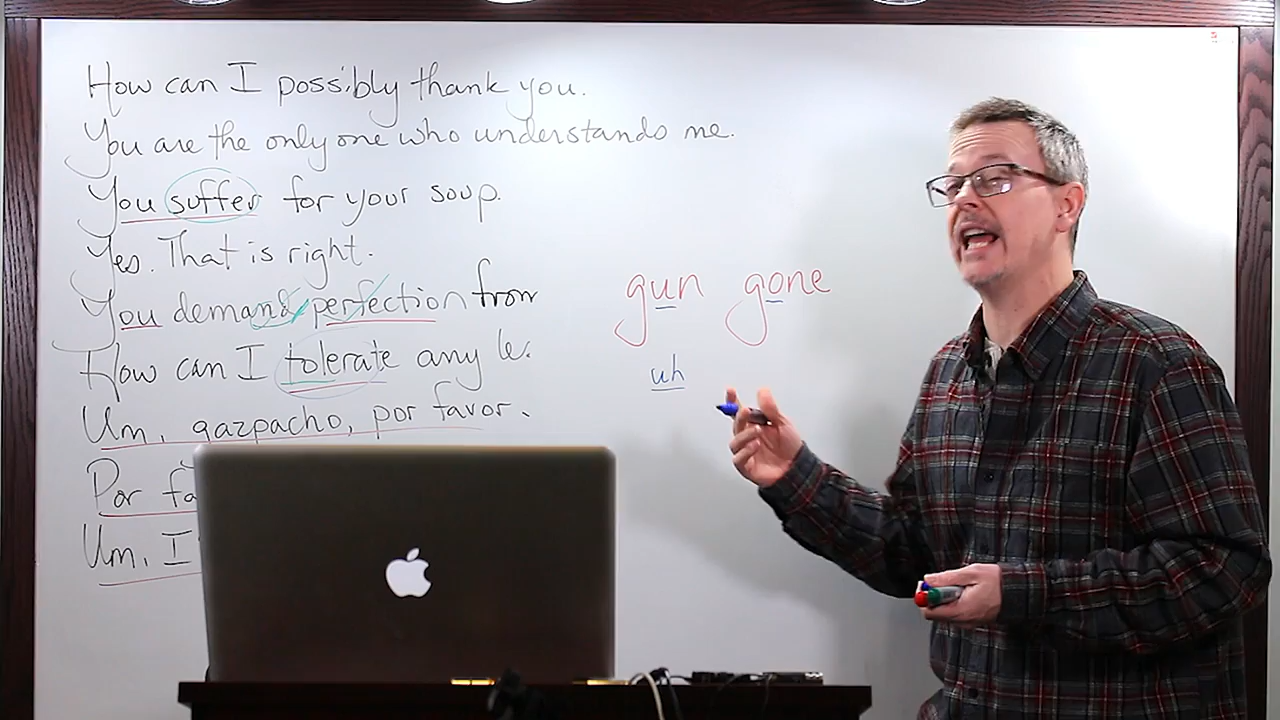 How can I possibly thank you.
You are the only one who understands me.
You suffer for your soup.
Yes. That is right.
You demand perfection from
How can I tolerate any le.
Um, gazpacho, por favor.
Por fa
Um, I'
gun gone
uh